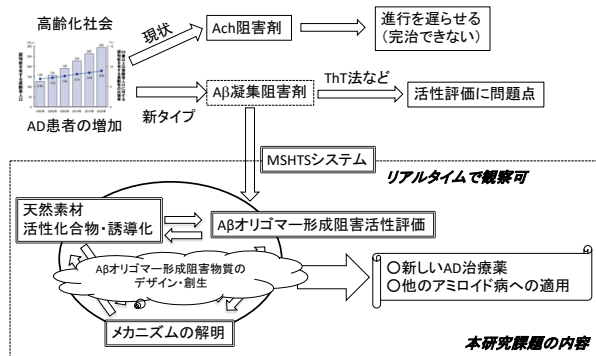 高齢化社会
AD患者の増加
現状
Ach阻害剤
進行を遅らせる
(完治できない)
新タイプ
Aβ凝集阻害剤
ThT法など
活性評価に問題点
MSHTSシステム
リアルタイムで観察可
天然素材
活性化合物・誘導化
Aβオリゴマー形成阻害活性評価
Aβオリゴマー形成阻害物質の
デザイン・創生
メカニズムの解明
〇新しいAD治療薬
〇他のアミロイド病への適用
本研究課題の内容